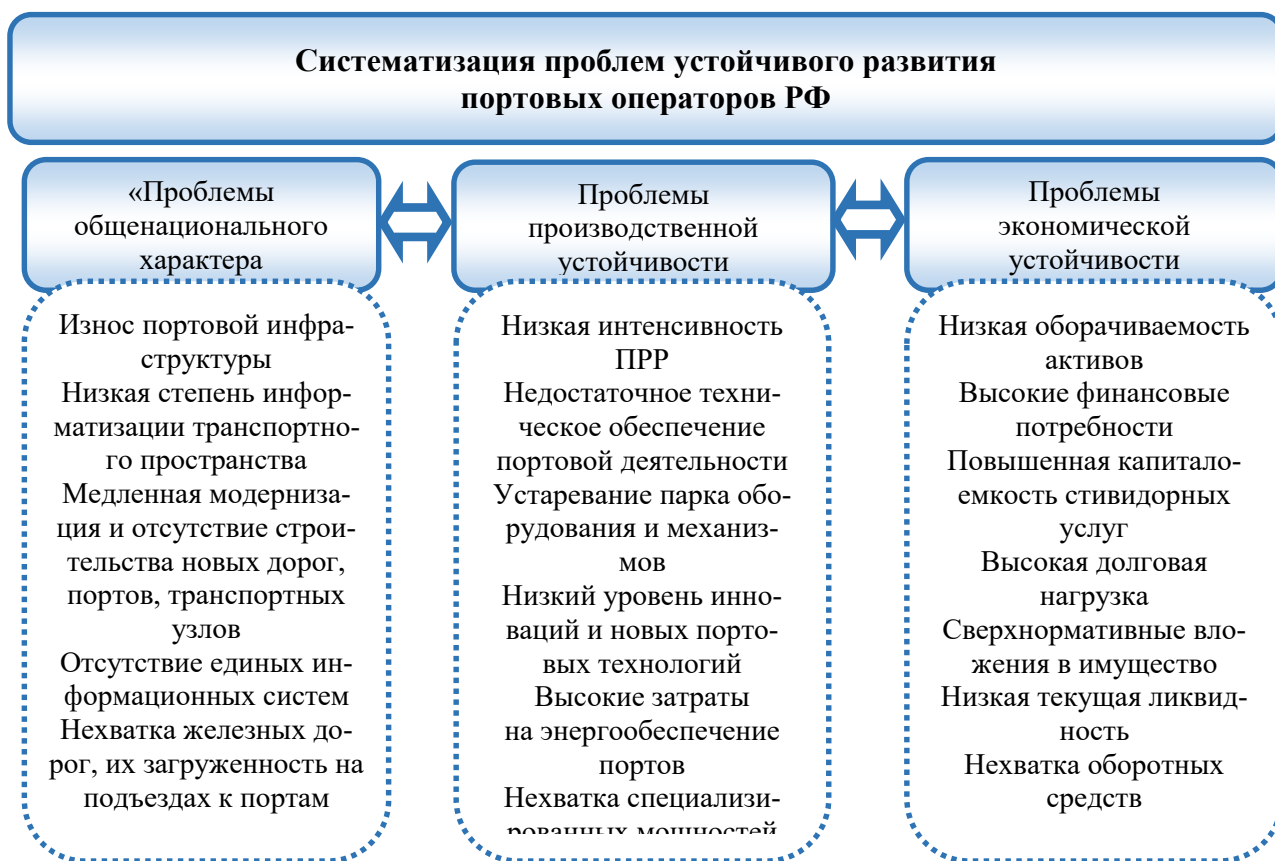 Систематизация проблем устойчивого развития
портовых операторов РФ
«Проблемы
общенационального
характера
Износ портовой инфра-
структуры
Низкая степень инфор-
матизации транспортно-
го пространства
Медленная модерниза-
ция и отсутствие строи-
тельства новых дорог,
портов, транспортных
узлов
Отсутствие единых ин-
формационных систем
Нехватка железных до-
рог, их загруженность на
подъездах к портам
Проблемы
производственной
устойчивости
Низкая интенсивность
ПРР
Недостаточное техни-
ческое обеспечение
портовой деятельности
Устаревание парка обо-
рудования и механиз-
мов
Низкий уровень инно-
ваций и новых порто-
вых технологий
Высокие затраты
на энергообеспечение
портов
Нехватка специализи-
рованных мощностей
Проблемы
экономической
устойчивости
Низкая оборачиваемость
активов
Высокие финансовые
потребности
Повышенная капитало-
емкость стивидорных
услуг
Высокая долговая
нагрузка
Сверхнормативные вло-
жения в имущество
Низкая текущая ликвид-
ность
Нехватка оборотных
средств